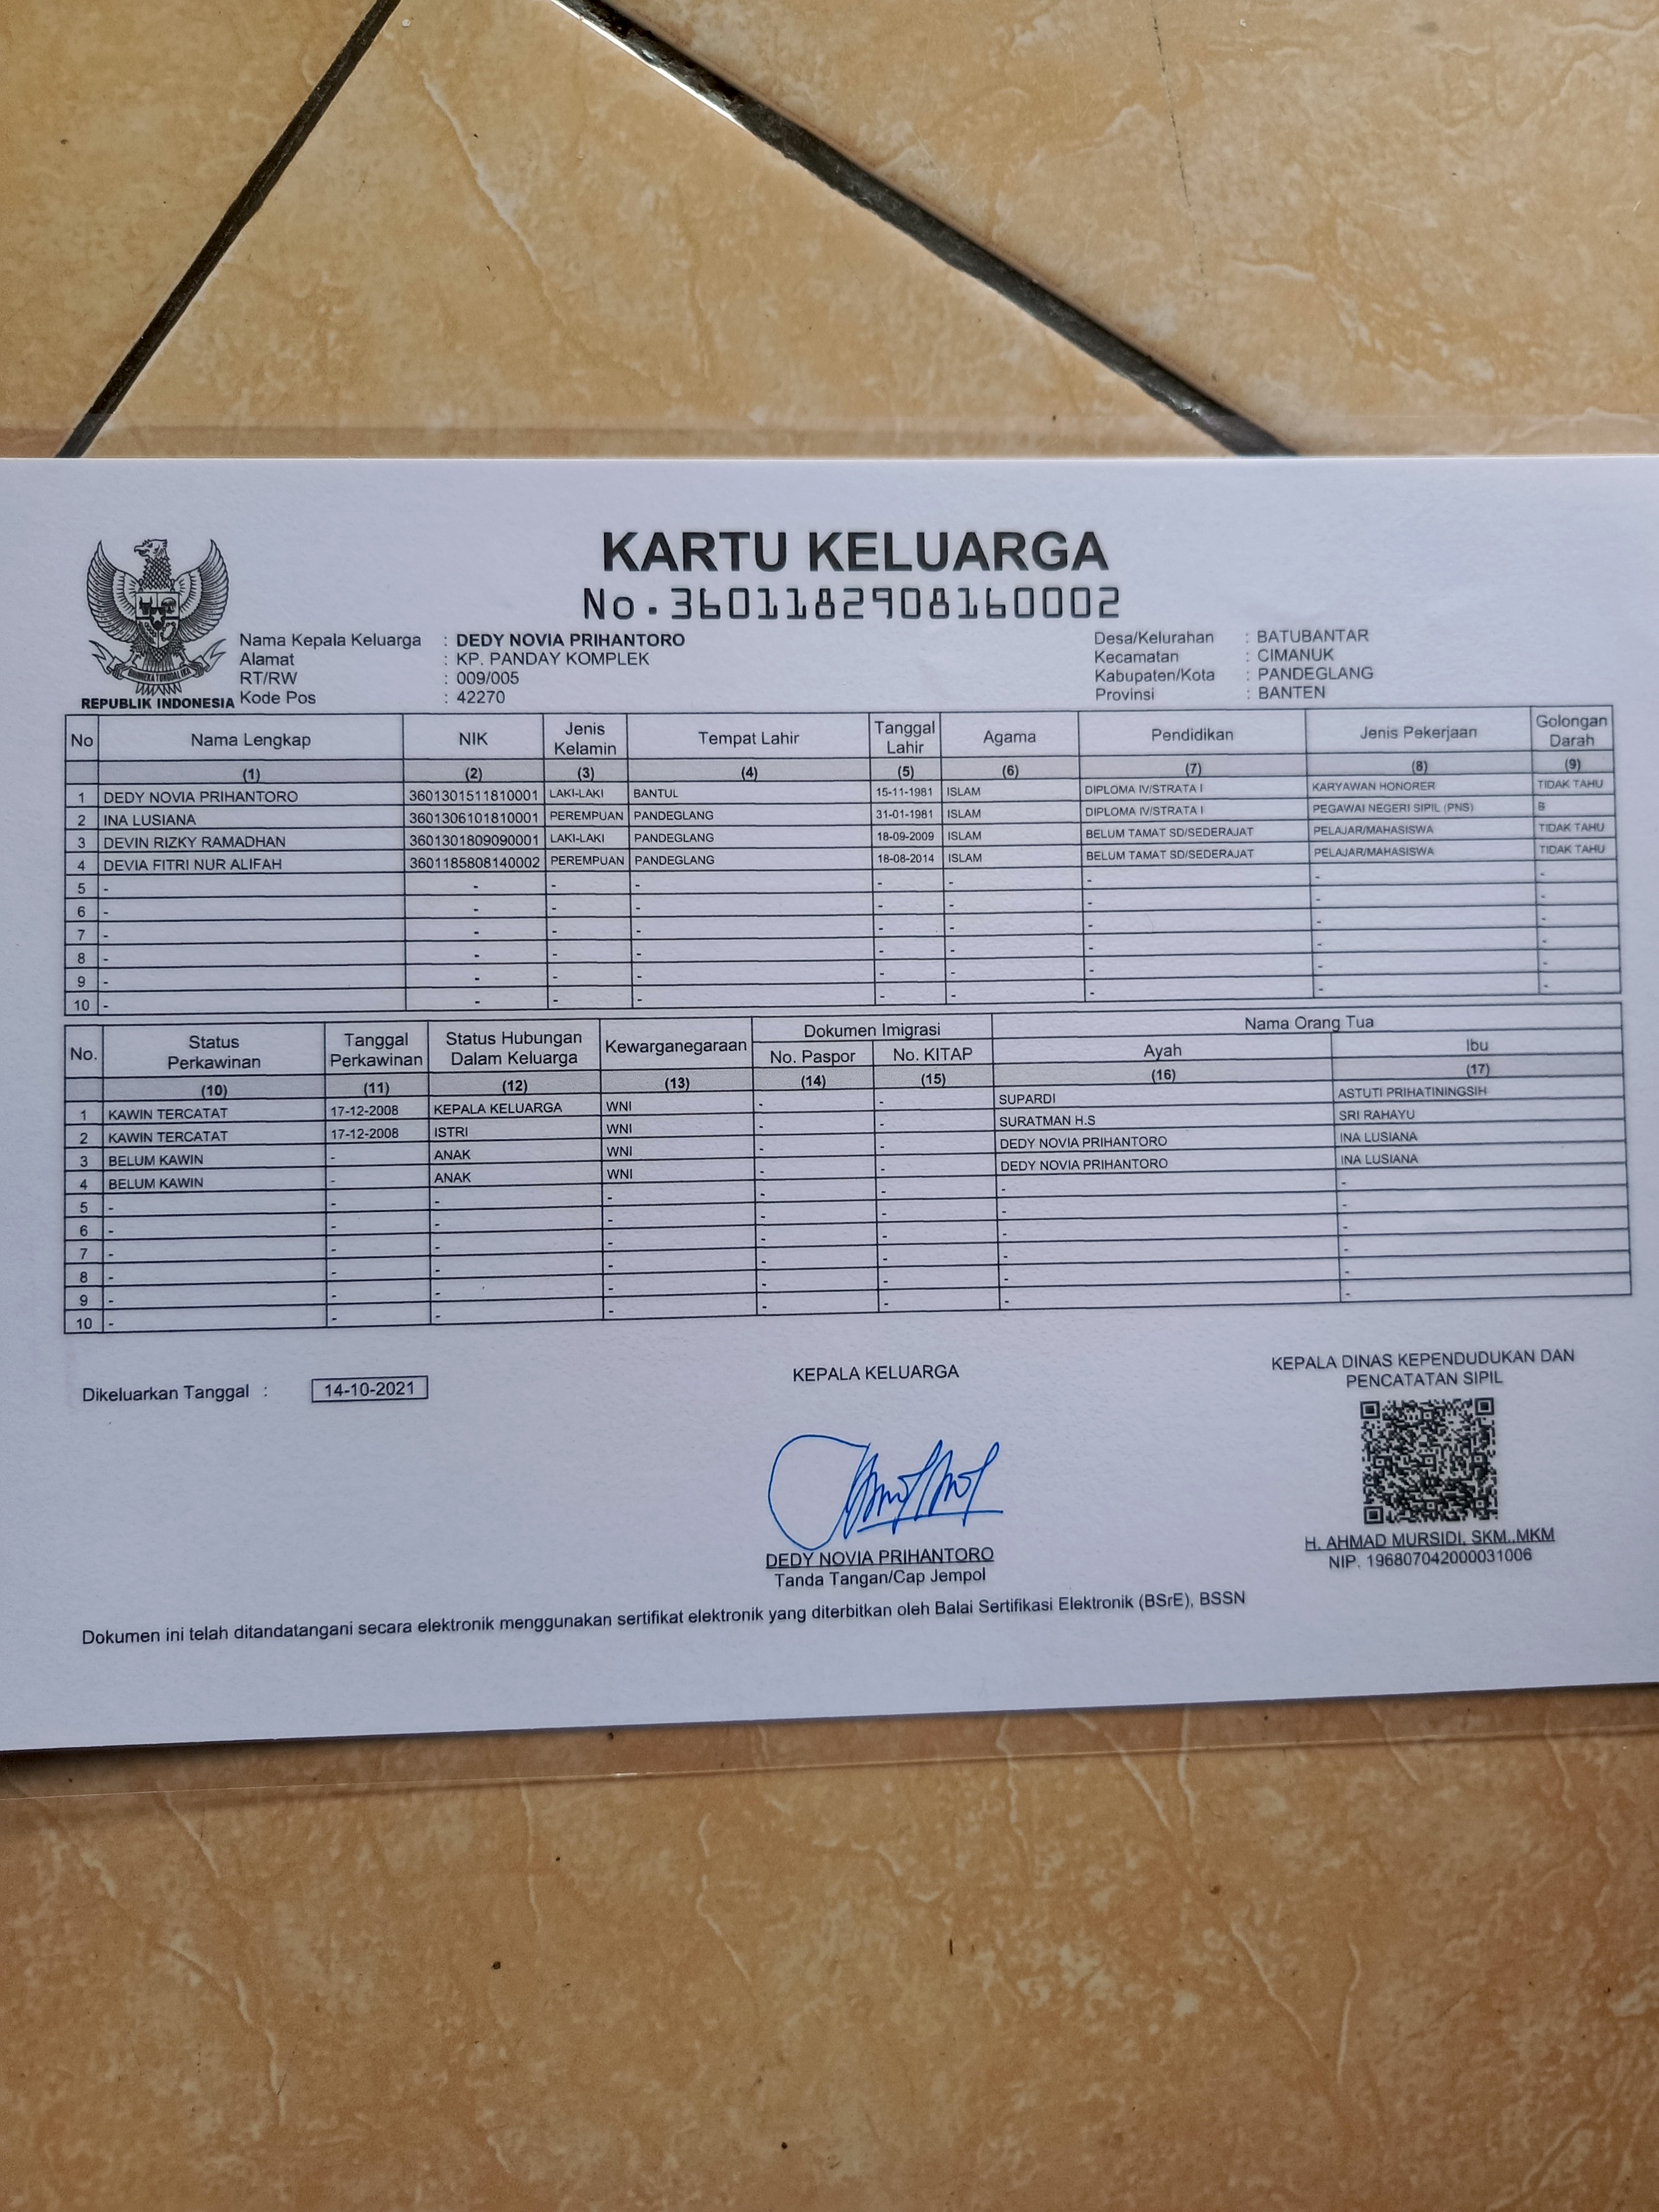 KARTU KELUARGA
No.3601182908160002
Nama Kepala Keluarga : DEDY NOVIA PRIHANTORO
Alamat : KP. PANDAY KOMPLEK
RT/RW : 009/005
Kode Pos : 42270
Desa/Kelurahan : BATUBANTAR
Kecamatan : CIMANUK
Kabupaten/Kota : PANDEGLANG
Provinsi : BANTEN
BHINNEKA TUNGGAL IKA
REPUBLIK INDONESIA
No Nama Lengkap NIK Jenis Kelamin Tempat Lahir Tanggal Lahir Agama Pendidikan Jenis Pekerjaan Golongan Darah
(1) (2) (3) (4) (5) (6) (7) (8) (9)
1 DEDY NOVIA PRIHANTORO 3601301511810001 LAKI-LAKI BANTUL 15-11-1981 ISLAM DIPLOMA IV/STRATA I KARYAWAN HONORER TIDAK TAHU
2 INA LUSIANA 3601306101810001 PEREMPUAN PANDEGLANG 31-01-1981 ISLAM DIPLOMA IV/STRATA I PEGAWAI NEGERI SIPIL (PNS) B
3 DEVIN RIZKY RAMADHAN 3601301809090001 LAKI-LAKI PANDEGLANG 18-09-2009 ISLAM BELUM TAMAT SD/SEDERAJAT PELAJAR/MAHASISWA TIDAK TAHU
4 DEVIA FITRI NUR ALIFAH 3601185808140002 PEREMPUAN PANDEGLANG 18-08-2014 ISLAM BELUM TAMAT SD/SEDERAJAT PELAJAR/MAHASISWA TIDAK TAHU
5 - - - - - - - - -
6 - - - - - - - - -
7 - - - - - - - - -
8 - - - - - - - - -
9 - - - - - - - - -
10 - - - - - - - - -
No. Status Perkawinan Tanggal Perkawinan Status Hubungan Dalam Keluarga Kewarganegaraan Dokumen Imigrasi Nama Orang Tua
No. Paspor No. KITAP Ayah Ibu
(10) (11) (12) (13) (14) (15) (16) (17)
1 KAWIN TERCATAT 17-12-2008 KEPALA KELUARGA WNI - - SUPARDI ASTUTI PRIHATININGSIH
2 KAWIN TERCATAT 17-12-2008 ISTRI WNI - - SURATMAN H.S SRI RAHAYU
3 BELUM KAWIN - ANAK WNI - - DEDY NOVIA PRIHANTORO INA LUSIANA
4 BELUM KAWIN - ANAK WNI - - DEDY NOVIA PRIHANTORO INA LUSIANA
5 - - - - - - - -
6 - - - - - - - -
7 - - - - - - - -
8 - - - - - - - -
9 - - - - - - - -
10 - - - - - - - -
Dikeluarkan Tanggal : 14-10-2021
KEPALA KELUARGA
DEDY NOVIA PRIHANTORO
Tanda Tangan/Cap Jempol
KEPALA DINAS KEPENDUDUKAN DAN
PENCATATAN SIPIL
H. AHMAD MURSIDI, SKM.,MKM
NIP. 196807042000031006
Dokumen ini telah ditandatangani secara elektronik menggunakan sertifikat elektronik yang diterbitkan oleh Balai Sertifikasi Elektronik (BSrE), BSSN